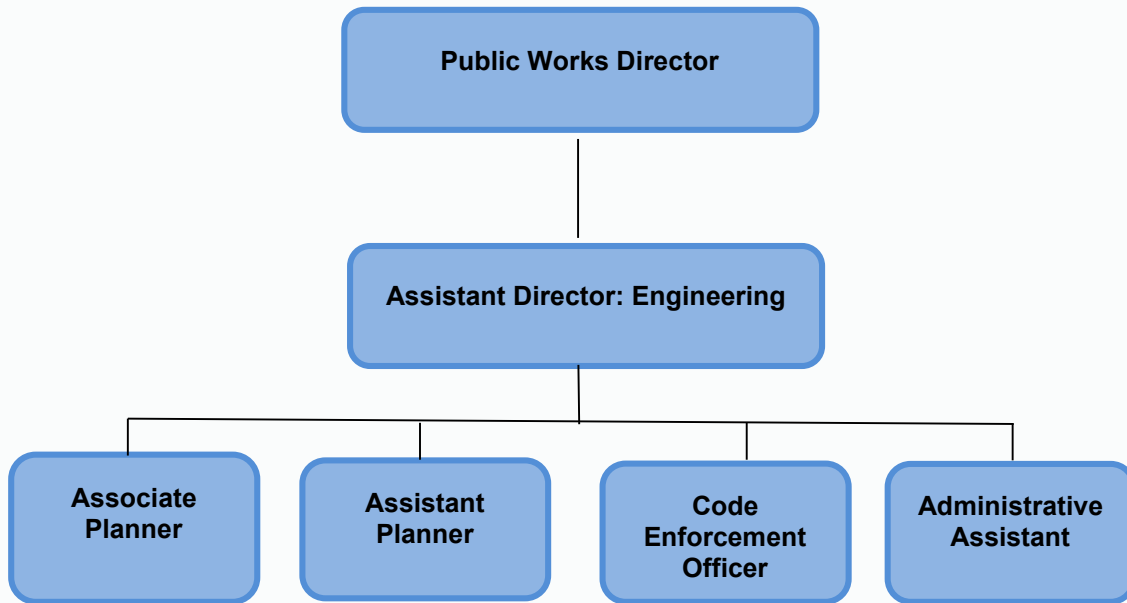 Public Works Director
Assistant Director: Engineering
Associate
Planner
Assistant
Planner
Code
Enforcement
Officer
Administrative
Assistant